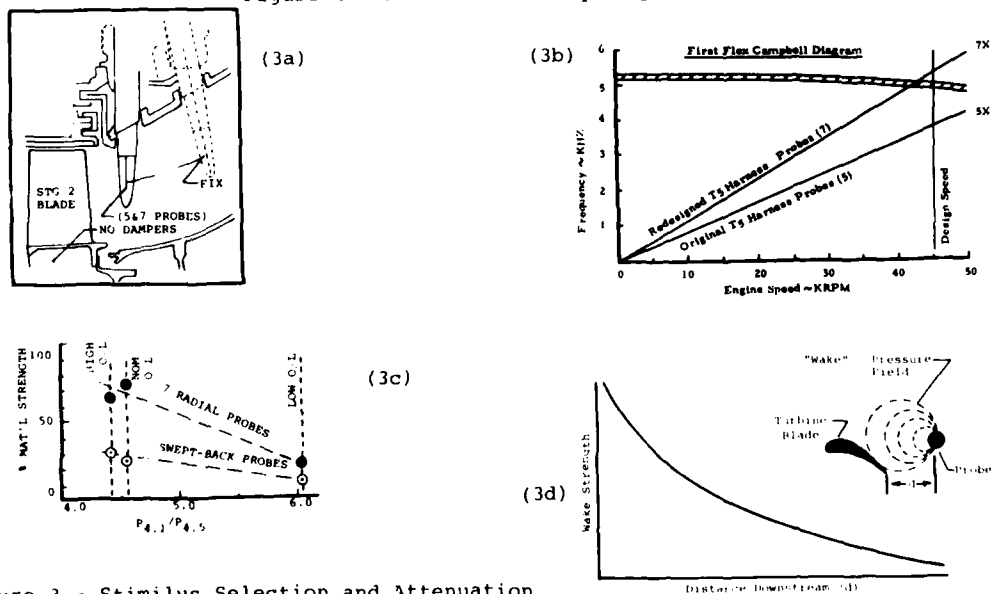 (3a)
STG 2
BLADE
FIX
(5&7 PROBES)
NO DAMPERS
(3b)
First Flex Campbell Diagram
7X
5X
6
5
4
3
2
1
0
Frequency ~ KHZ
Redesigned T5 Harness Probes (7)
Original T5 Harness Probes (5)
Design Speed
0 10 20 30 40 50
Engine Speed ~ KRPM
(3c)
% MAT'L STRENGTH
100
50
0
HIGH
O L
NOM
O L
LOW O L
7 RADIAL PROBES
SWEPT-BACK PROBES
4.0 5.0 6.0
P4.1/P4.5
(3d)
"Wake" Pressure
Field
Turbine
Blade
Probe
d
Wake Strength
Distance Downstream (d)
3 - Stimilus Selection and Attenuation